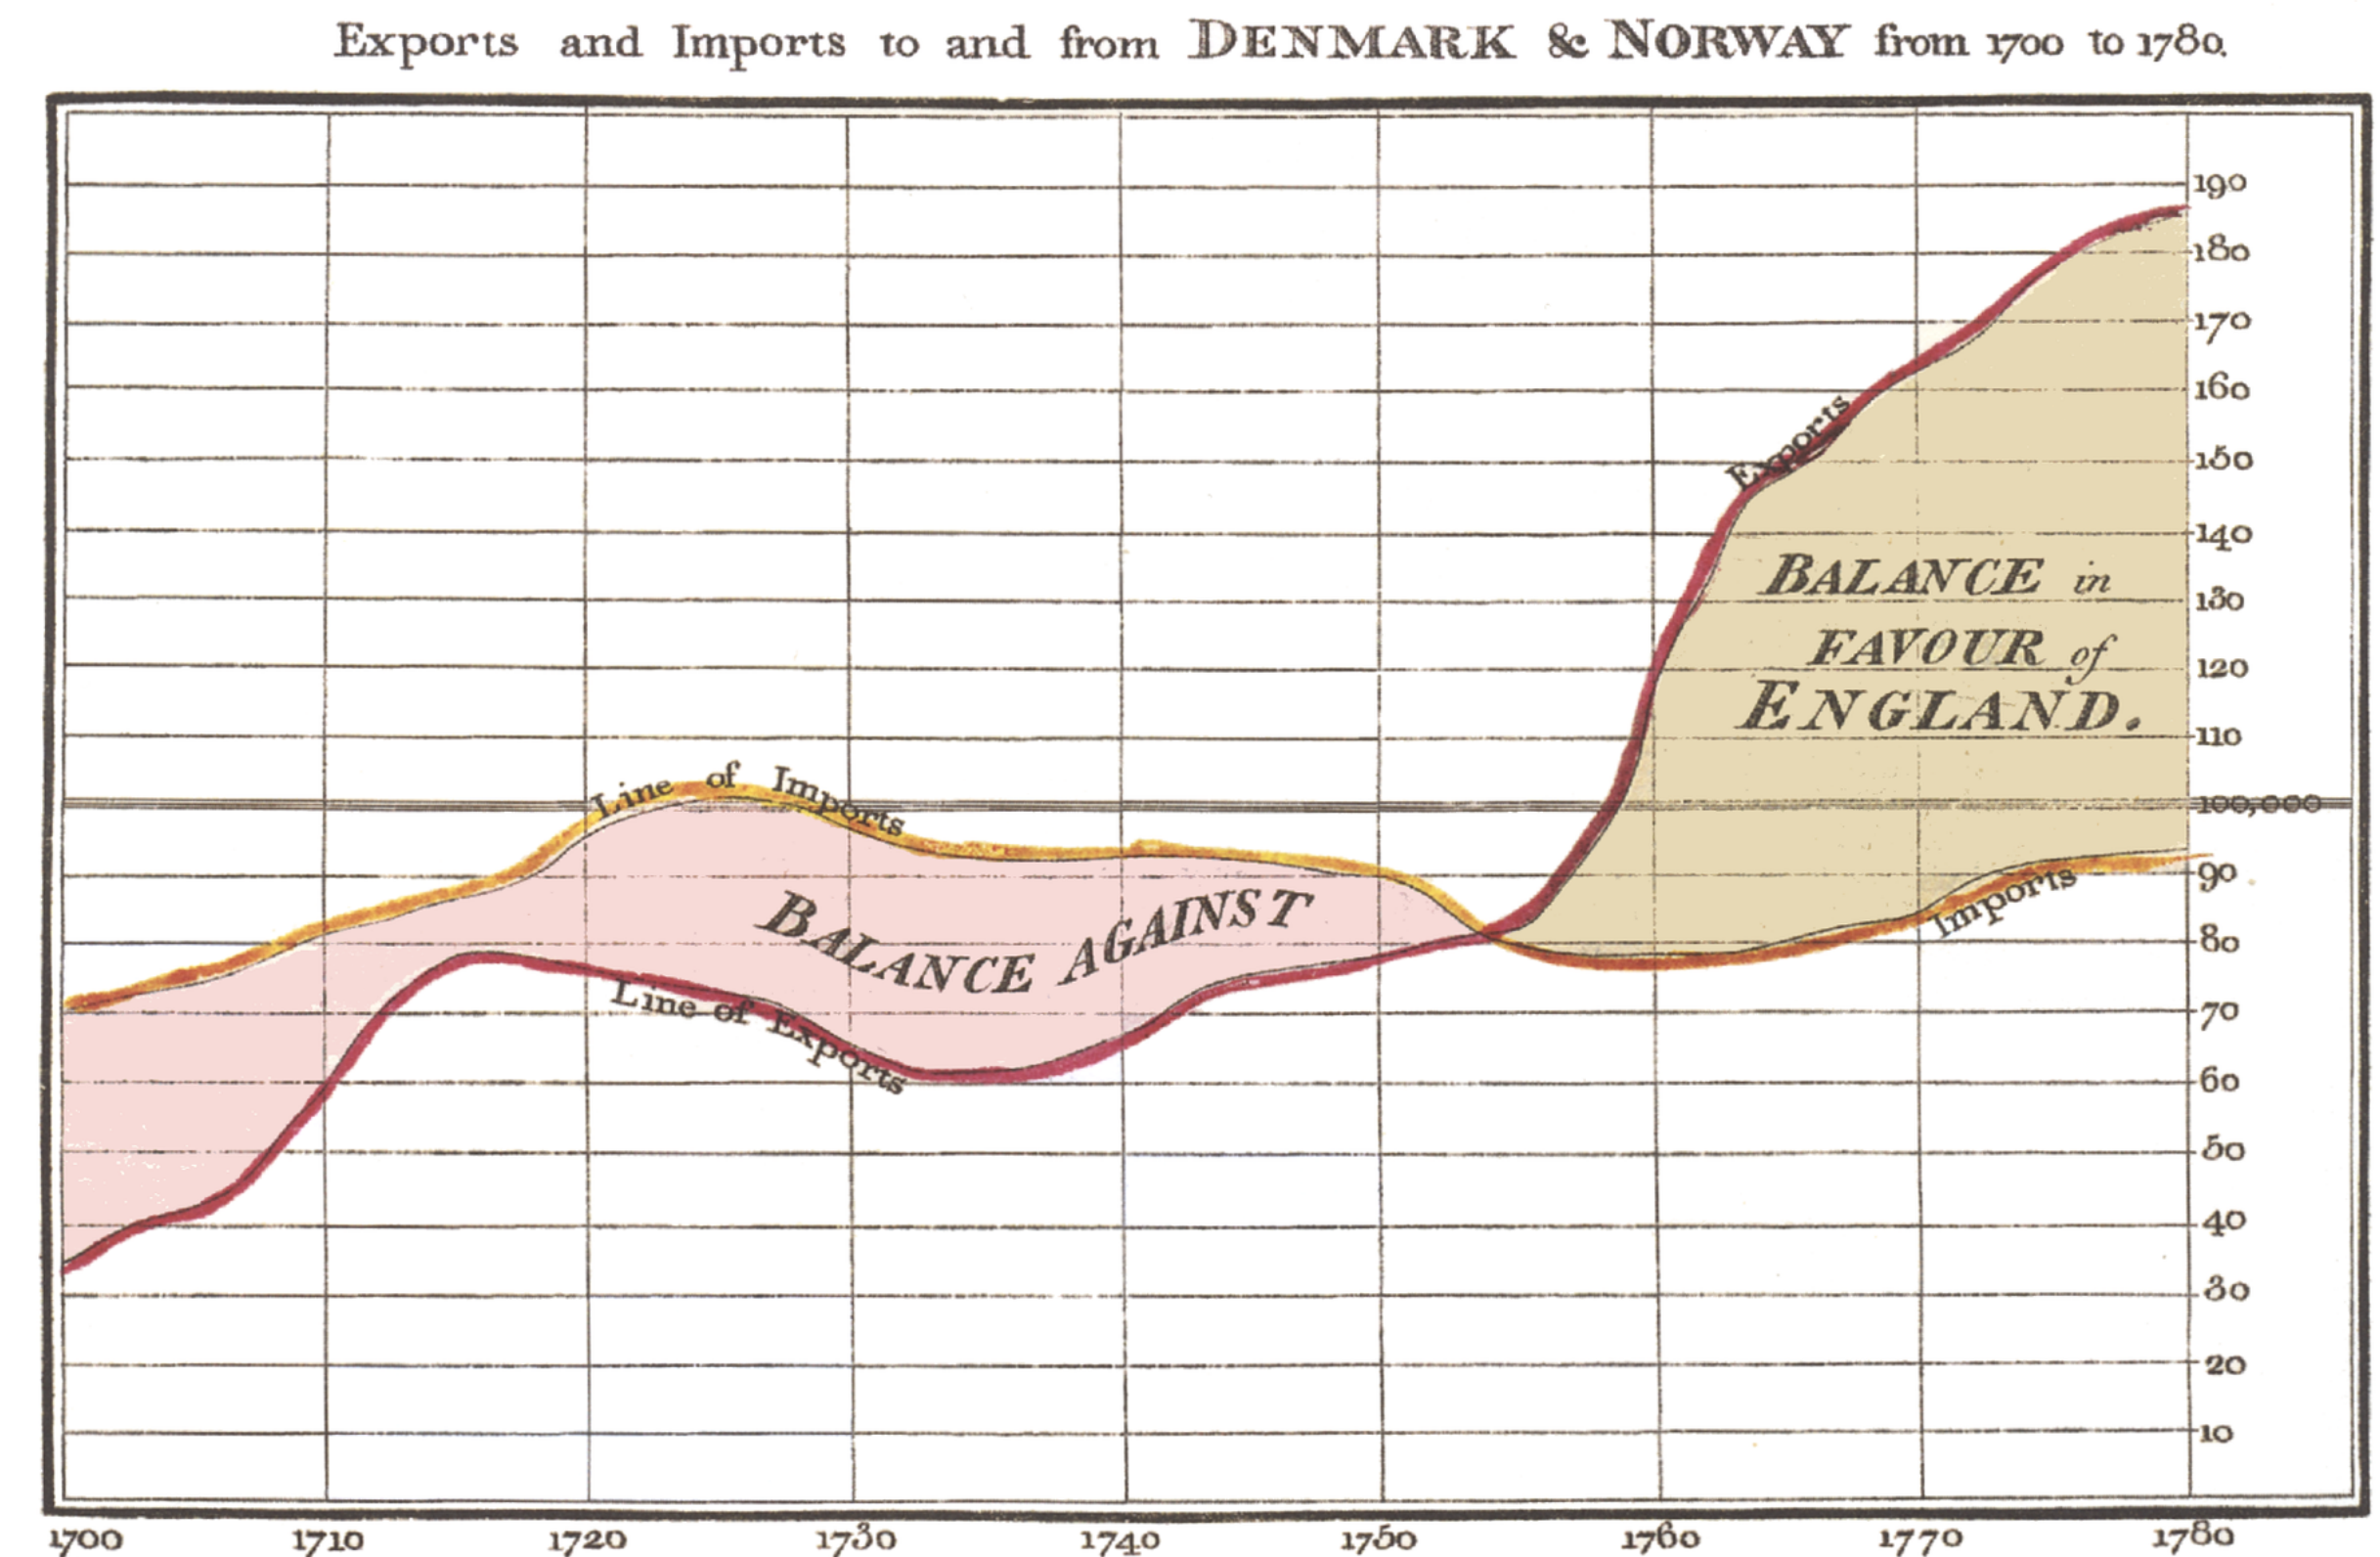 Exports and Imports to and from DENMARK & NORWAY from 1700 to 1780.
190
180
170
160
Exports
150
140
BALANCE in
130
FAVOUR of
120
ENGLAND.
110
Line of Imports
100,000
90
Imports
BALANCE AGAINST
80
Line of Exports
70
60
50
40
30
20
10
1700 1710 1720 1730 1740 1750 1760 1770 1780